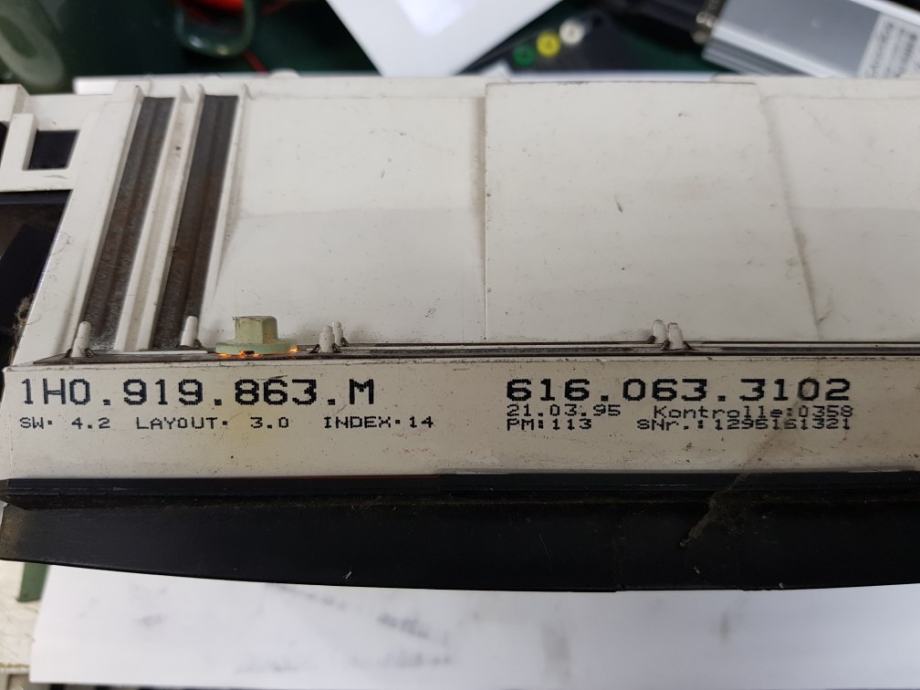 1H0.919.863.M
SW· 4.2 LAYOUT· 3.0 INDEX·14
616.063.3102
21.03.95 Kontrolle:0358
PM:113 SNr.:1295161321